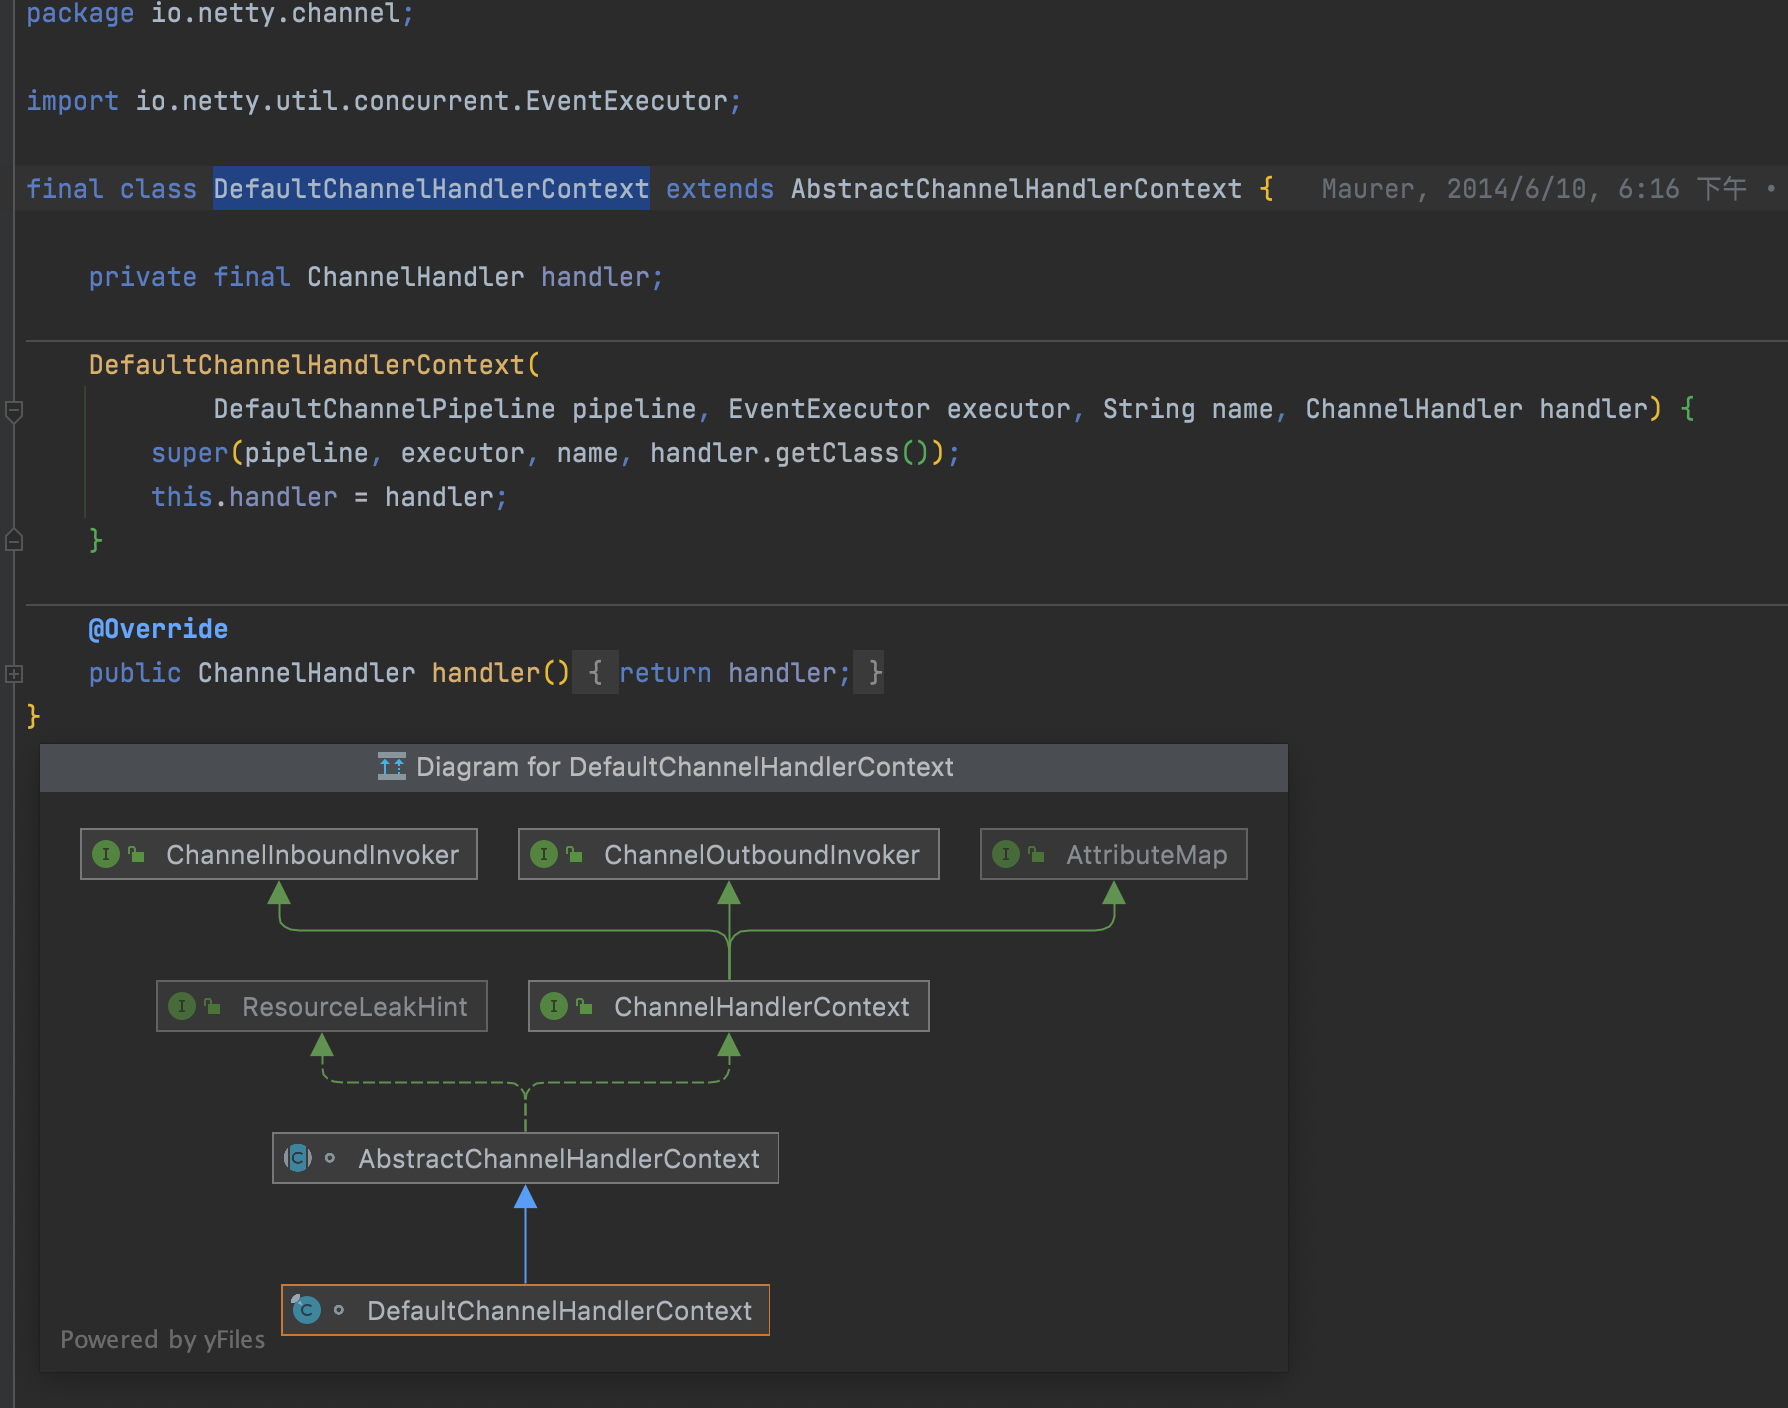 package io.netty.channel;
import io.netty.util.concurrent.EventExecutor;
final class DefaultChannelHandlerContext extends AbstractChannelHandlerContext { Maurer, 2014/6/10, 6:16 下午 •
private final ChannelHandler handler;
DefaultChannelHandlerContext(
DefaultChannelPipeline pipeline, EventExecutor executor, String name, ChannelHandler handler) {
super(pipeline, executor, name, handler.getClass());
this.handler = handler;
}
@Override
public ChannelHandler handler() { return handler; }
}
Diagram for DefaultChannelHandlerContext
I ChannelInboundInvoker I ChannelOutboundInvoker I AttributeMap
I ResourceLeakHint I ChannelHandlerContext
C AbstractChannelHandlerContext
C DefaultChannelHandlerContext
Powered by yFiles